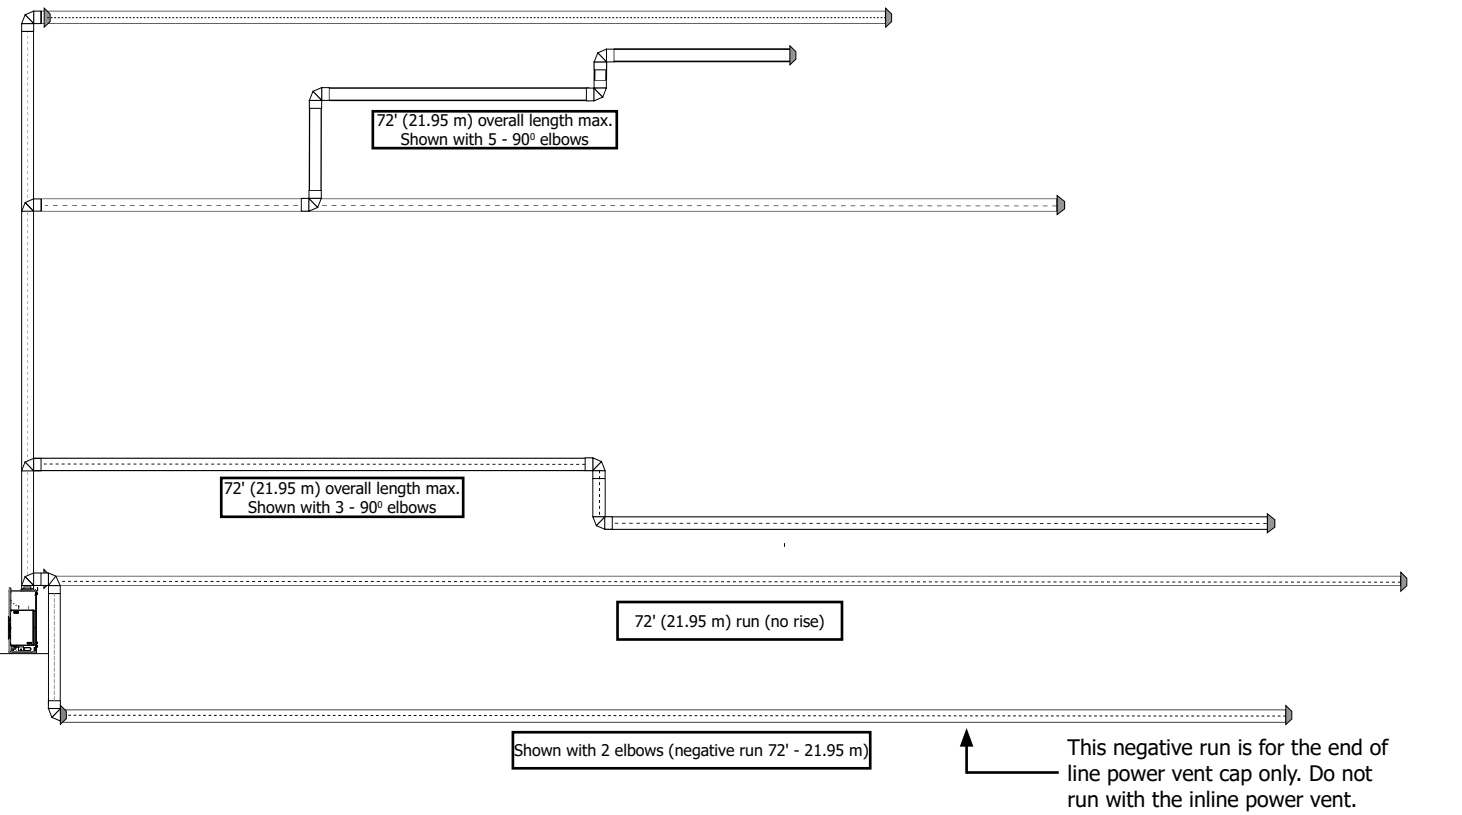 72' (21.95 m) overall length max.
Shown with 5 - 90⁰ elbows
72' (21.95 m) overall length max.
Shown with 3 - 90⁰ elbows
72' (21.95 m) run (no rise)
Shown with 2 elbows (negative run 72' - 21.95 m)
This negative run is for the end of
line power vent cap only. Do not
run with the inline power vent.